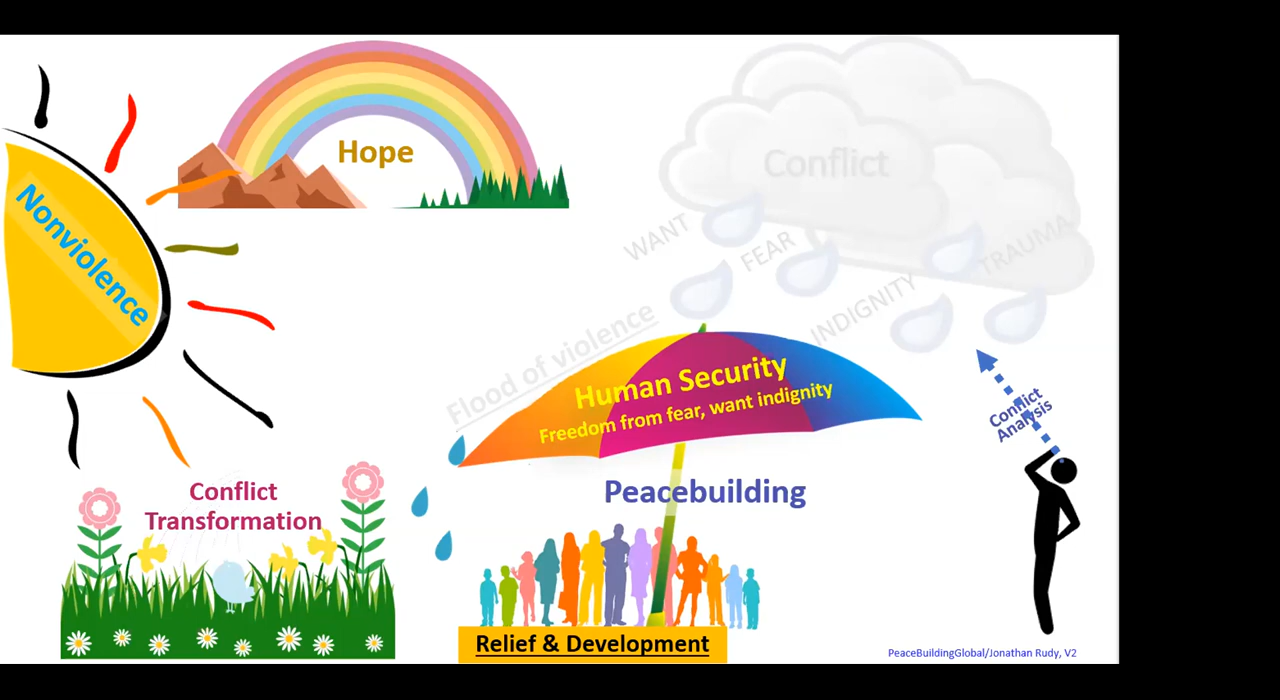 Hope
Nonviolence
Conflict
WANT
FEAR
TRAUMA
INDIGNITY
Flood of violence
Human Security
Freedom from fear, want indignity
Conflict
Analysis
Peacebuilding
Conflict
Transformation
Relief & Development
PeaceBuildingGlobal/Jonathan Rudy, V2